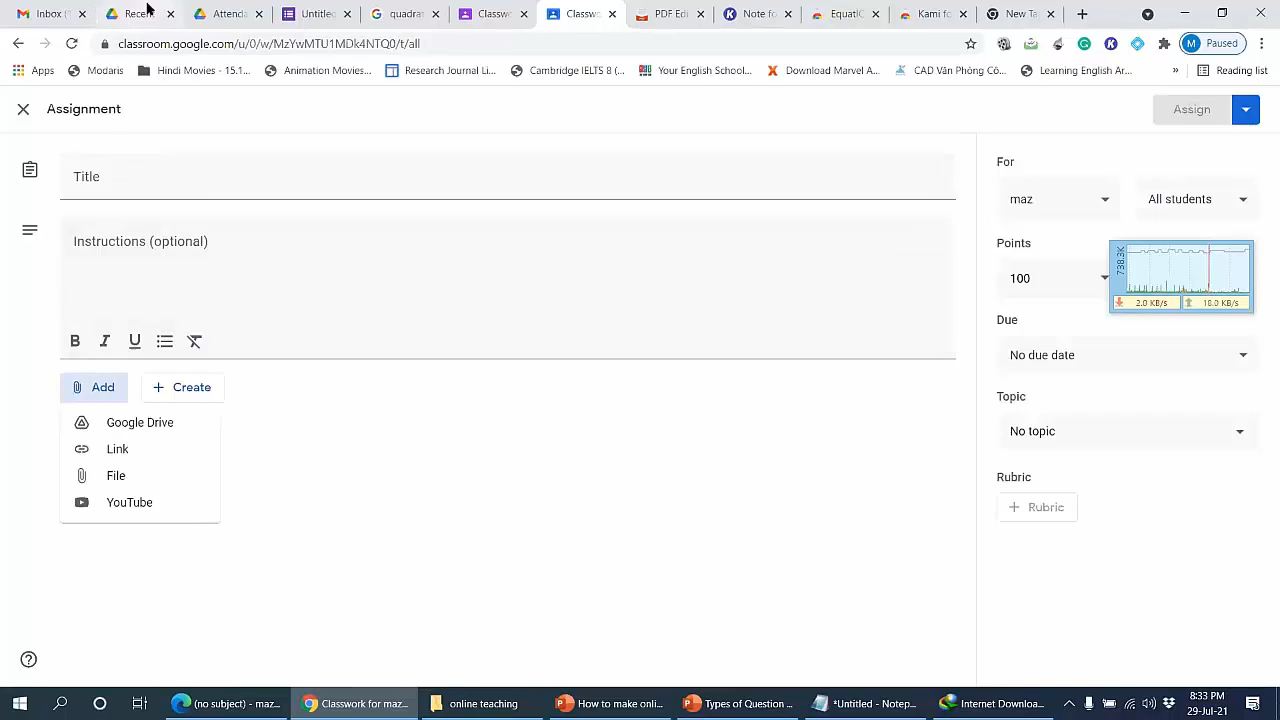 Inbox (
Recen
Attenda
Untitle
quadrat
Classw
Classw
PDF Edi
Note fo
EquatIC
Kami fo
New Ta
classroom.google.com/u/0/w/MzYwMTU1MDk4NTQ0/t/all
M Paused
Apps
Modaris
Hindi Movies - 15.1...
Animation Movies...
Research Journal Li...
Cambridge IELTS 8 (...
Your English School...
Download Marvel A...
CAD Văn Phòng Cô...
Learning English Ar...
»
Reading list
Assignment
Assign
Title
Instructions (optional)
B I U
Add
+ Create
Google Drive
Link
File
YouTube
For
maz
All students
Points
100
738.3K
2.0 KB/s
18.0 KB/s
Due
No due date
Topic
No topic
Rubric
+ Rubric
(no subject) - maz...
Classwork for maz...
online teaching
How to make onli...
Types of Question ...
*Untitled - Notep...
Internet Downloa...
8:33 PM
29-Jul-21